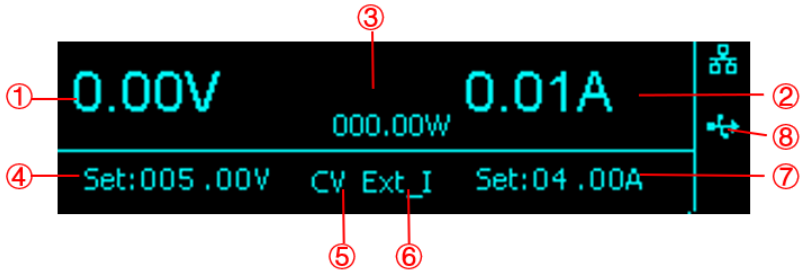 ③
① 0.00V 0.01A ②
000.00W ⑧
④ Set:005.00V CV Ext_I Set:04.00A ⑦
⑤ ⑥